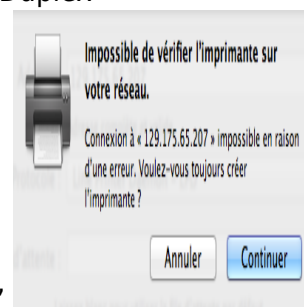 Duplex
Impossible de vérifier l'imprimante sur
votre réseau.
Connexion à « 129.175.65.207 » impossible en raison
d'une erreur. Voulez-vous toujours créer
l'imprimante ?
Annuler
Continuer